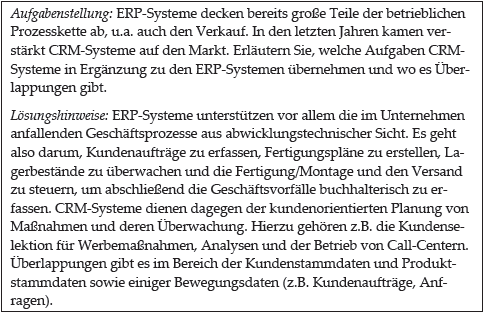 Aufgabenstellung: ERP-Systeme decken bereits große Teile der betrieblichen
Prozesskette ab, u.a. auch den Verkauf. In den letzten Jahren kamen ver-
stärkt CRM-Systeme auf den Markt. Erläutern Sie, welche Aufgaben CRM-
Systeme in Ergänzung zu den ERP-Systemen übernehmen und wo es Über-
lappungen gibt.
Lösungshinweise: ERP-Systeme unterstützen vor allem die im Unternehmen
anfallenden Geschäftsprozesse aus abwicklungstechnischer Sicht. Es geht
also darum, Kundenaufträge zu erfassen, Fertigungspläne zu erstellen, La-
gerbestände zu überwachen und die Fertigung/Montage und den Versand
zu steuern, um abschließend die Geschäftsvorfälle buchhalterisch zu er-
fassen. CRM-Systeme dienen dagegen der kundenorientierten Planung von
Maßnahmen und deren Überwachung. Hierzu gehören z.B. die Kundense-
lektion für Werbemaßnahmen, Analysen und der Betrieb von Call-Centern.
Überlappungen gibt es im Bereich der Kundenstammdaten und Produkt-
stammdaten sowie einiger Bewegungsdaten (z.B. Kundenaufträge, Anf-
ragen).